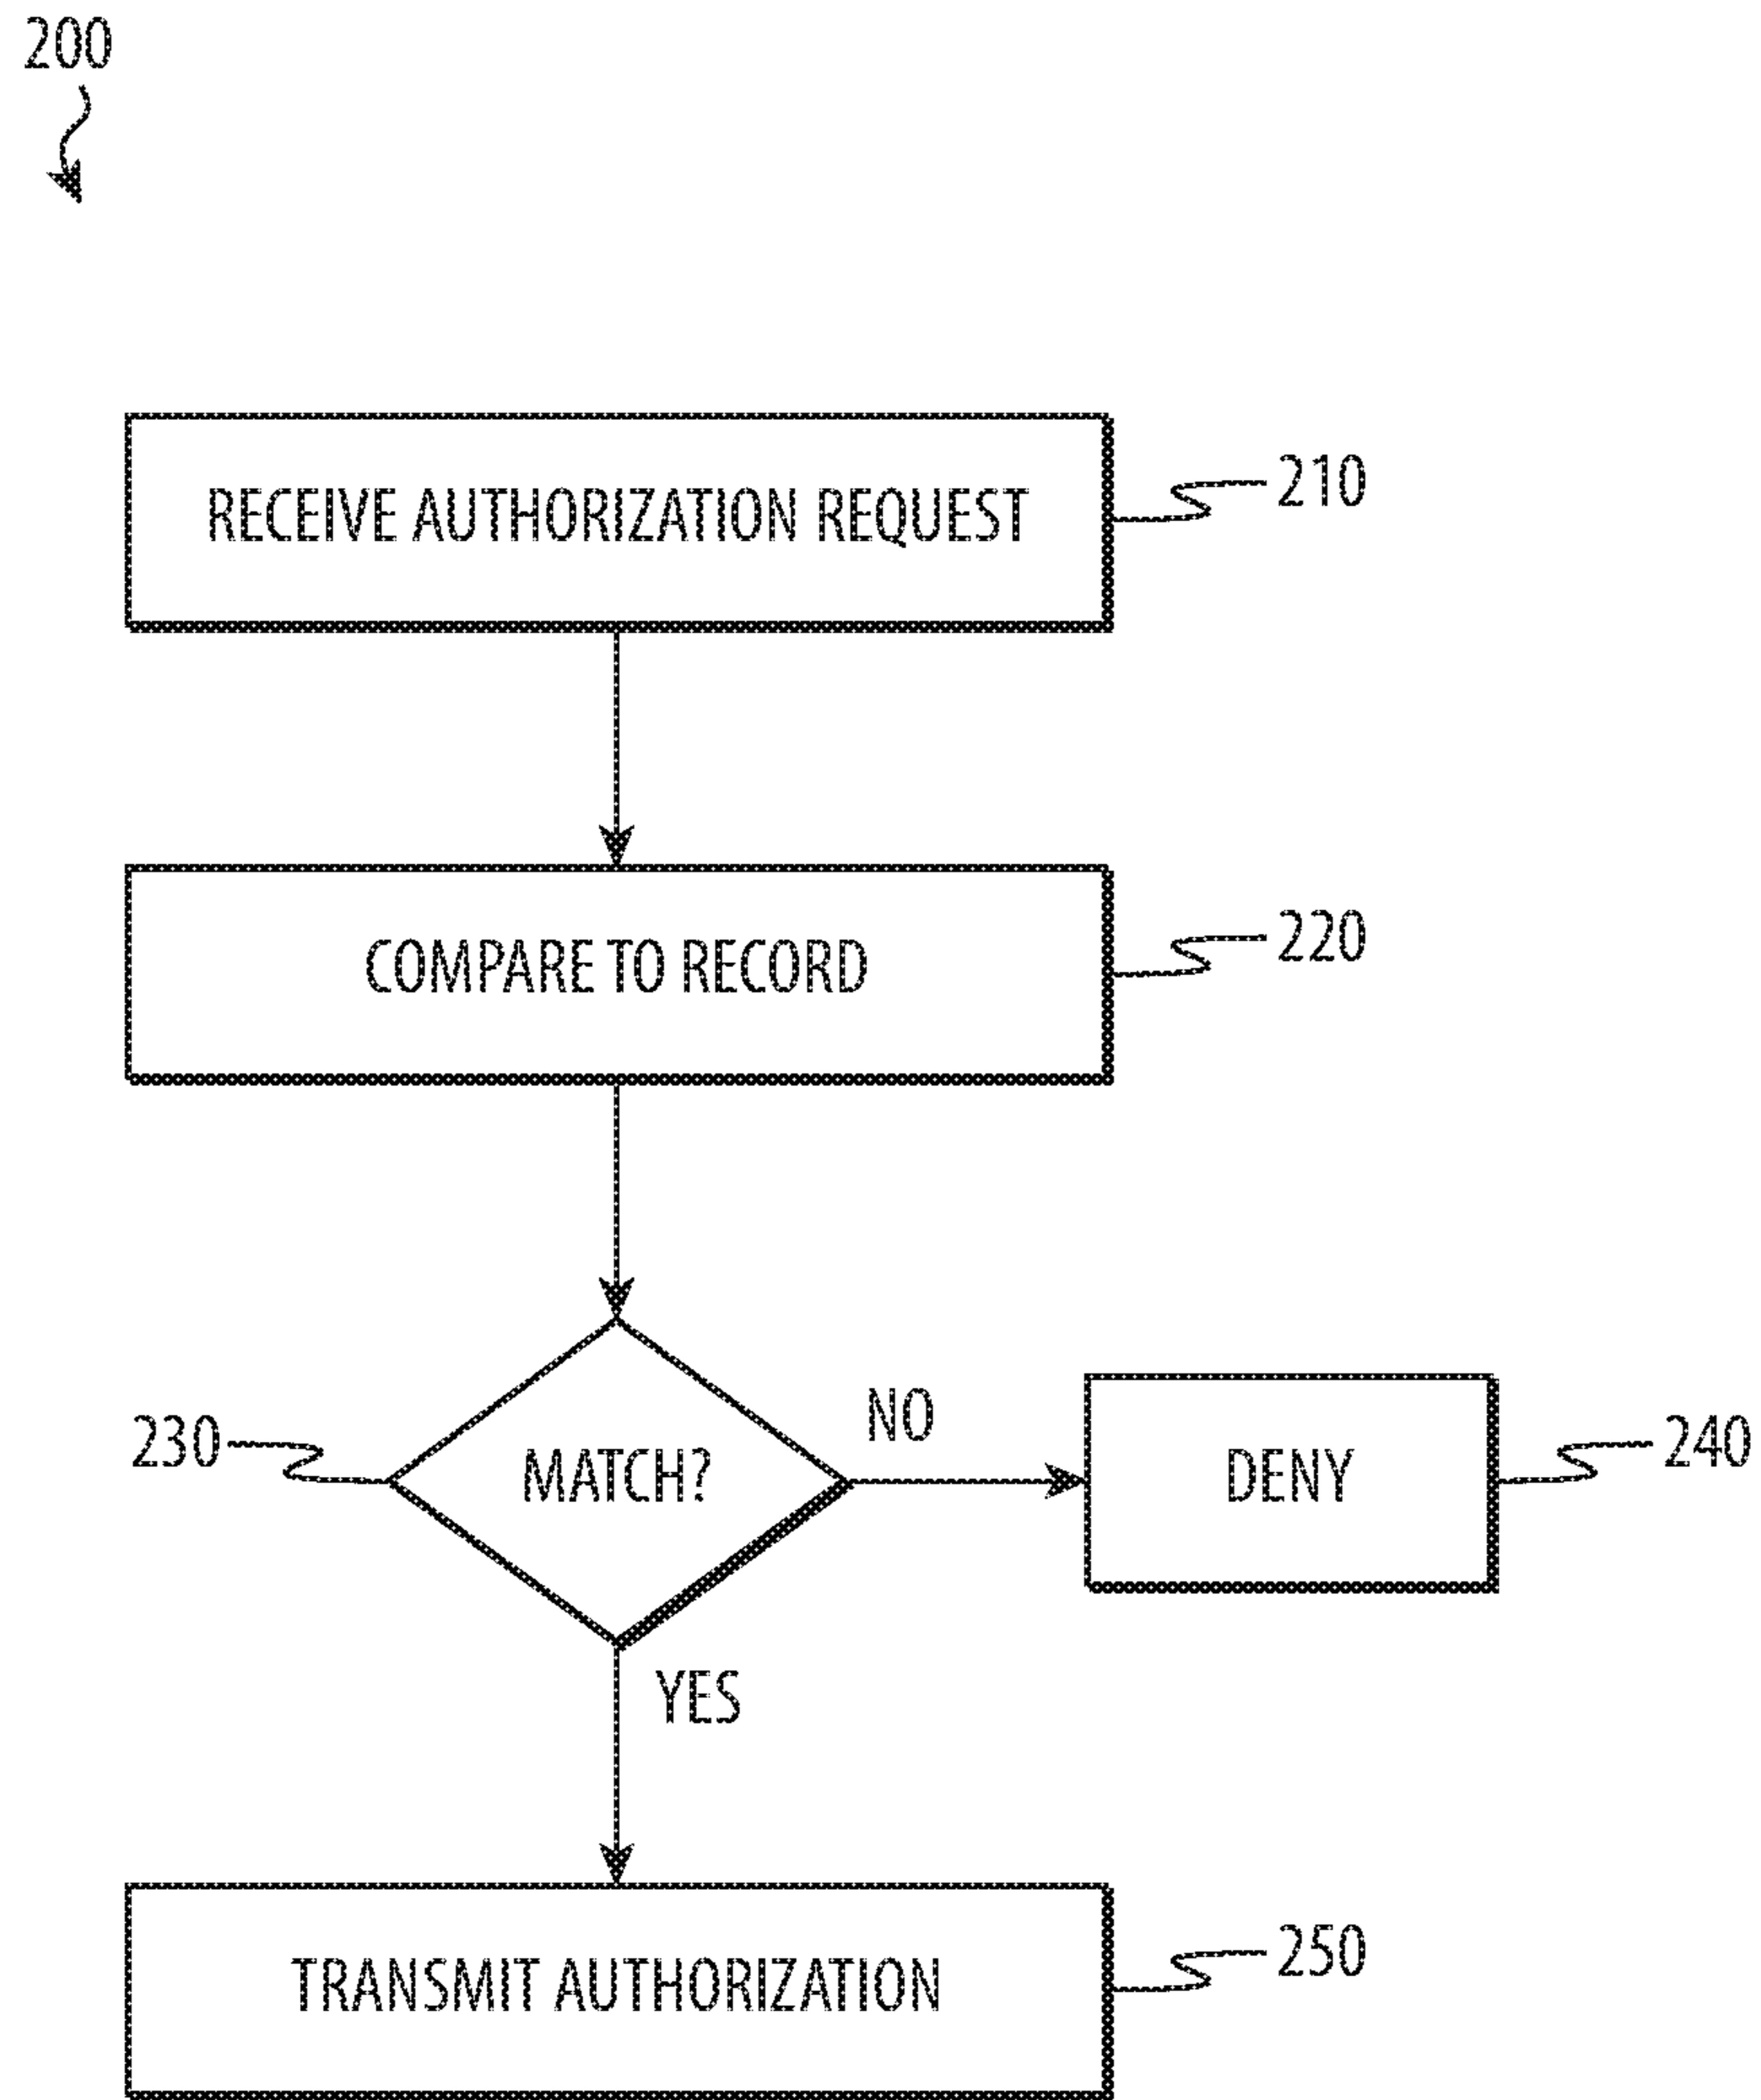 200
RECEIVE AUTHORIZATION REQUEST
210
COMPARE TO RECORD
220
230
MATCH?
NO
DENY
240
YES
TRANSMIT AUTHORIZATION
250